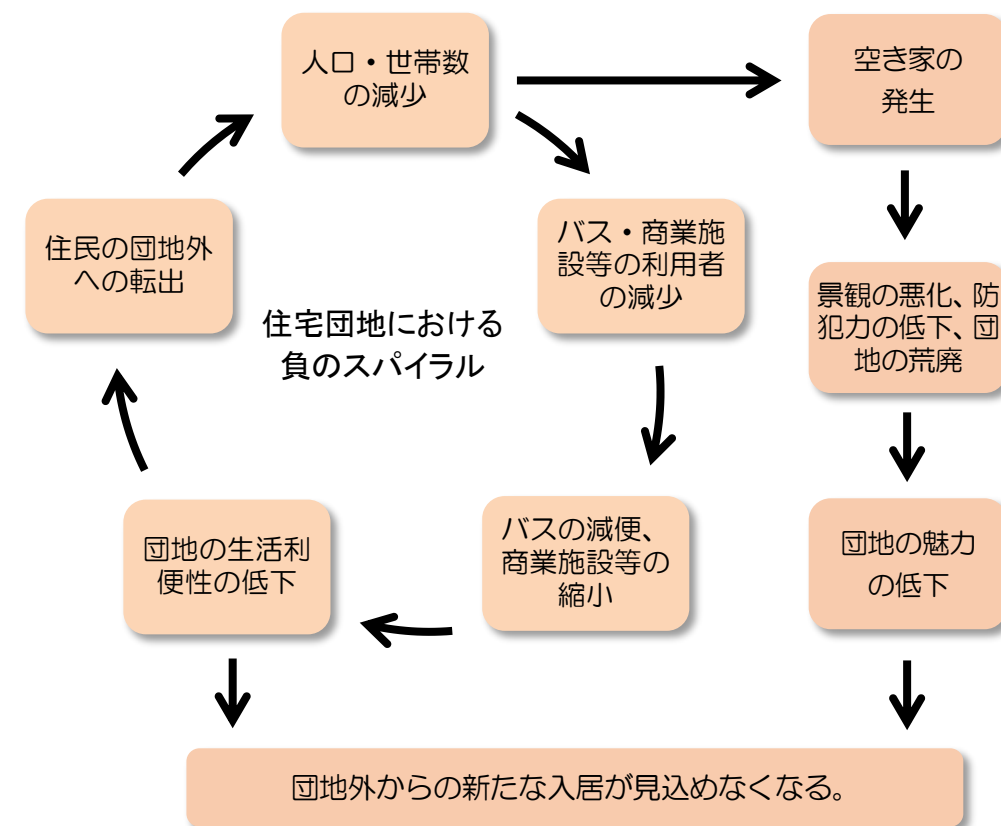 人口・世帯数
の減少
空き家の
発生
住民の団地外
への転出
バス・商業施
設等の利用者
の減少
住宅団地における
負のスパイラル
景観の悪化、防
犯力の低下、団
地の荒廃
団地の生活利
便性の低下
バスの減便、
商業施設等の
縮小
団地の魅力
の低下
団地外からの新たな入居が見込めなくなる。